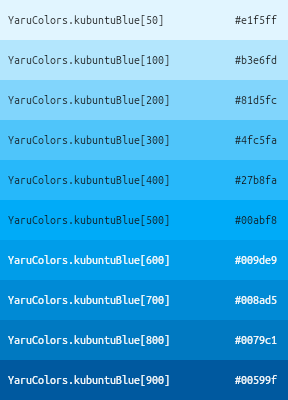 YaruColors.kubuntuBlue[50] #e1f5ff
YaruColors.kubuntuBlue[100] #b3e6fd
YaruColors.kubuntuBlue[200] #81d5fc
YaruColors.kubuntuBlue[300] #4fc5fa
YaruColors.kubuntuBlue[400] #27b8fa
YaruColors.kubuntuBlue[500] #00abf8
YaruColors.kubuntuBlue[600] #009de9
YaruColors.kubuntuBlue[700] #008ad5
YaruColors.kubuntuBlue[800] #0079c1
YaruColors.kubuntuBlue[900] #00599f